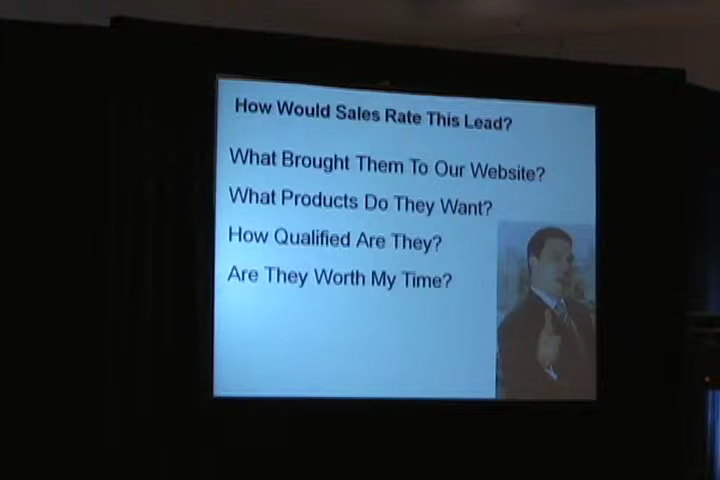 How Would Sales Rate This Lead?
What Brought Them To Our Website?
What Products Do They Want?
How Qualified Are They?
Are They Worth My Time?